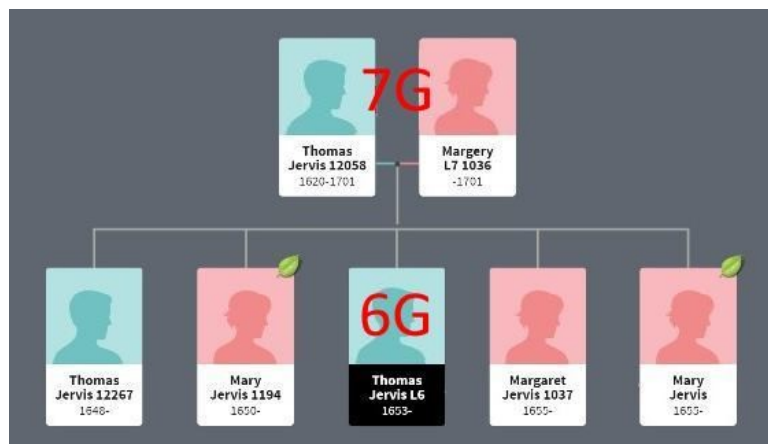 7G
Thomas
Jervis 12058
1620-1701
Margery
L7 1036
-1701
6G
Thomas
Jervis 12267
1648-
Mary
Jervis 1194
1650-
Thomas
Jervis L6
1653-
Margaret
Jervis 1037
1655-
Mary
Jervis
1655-